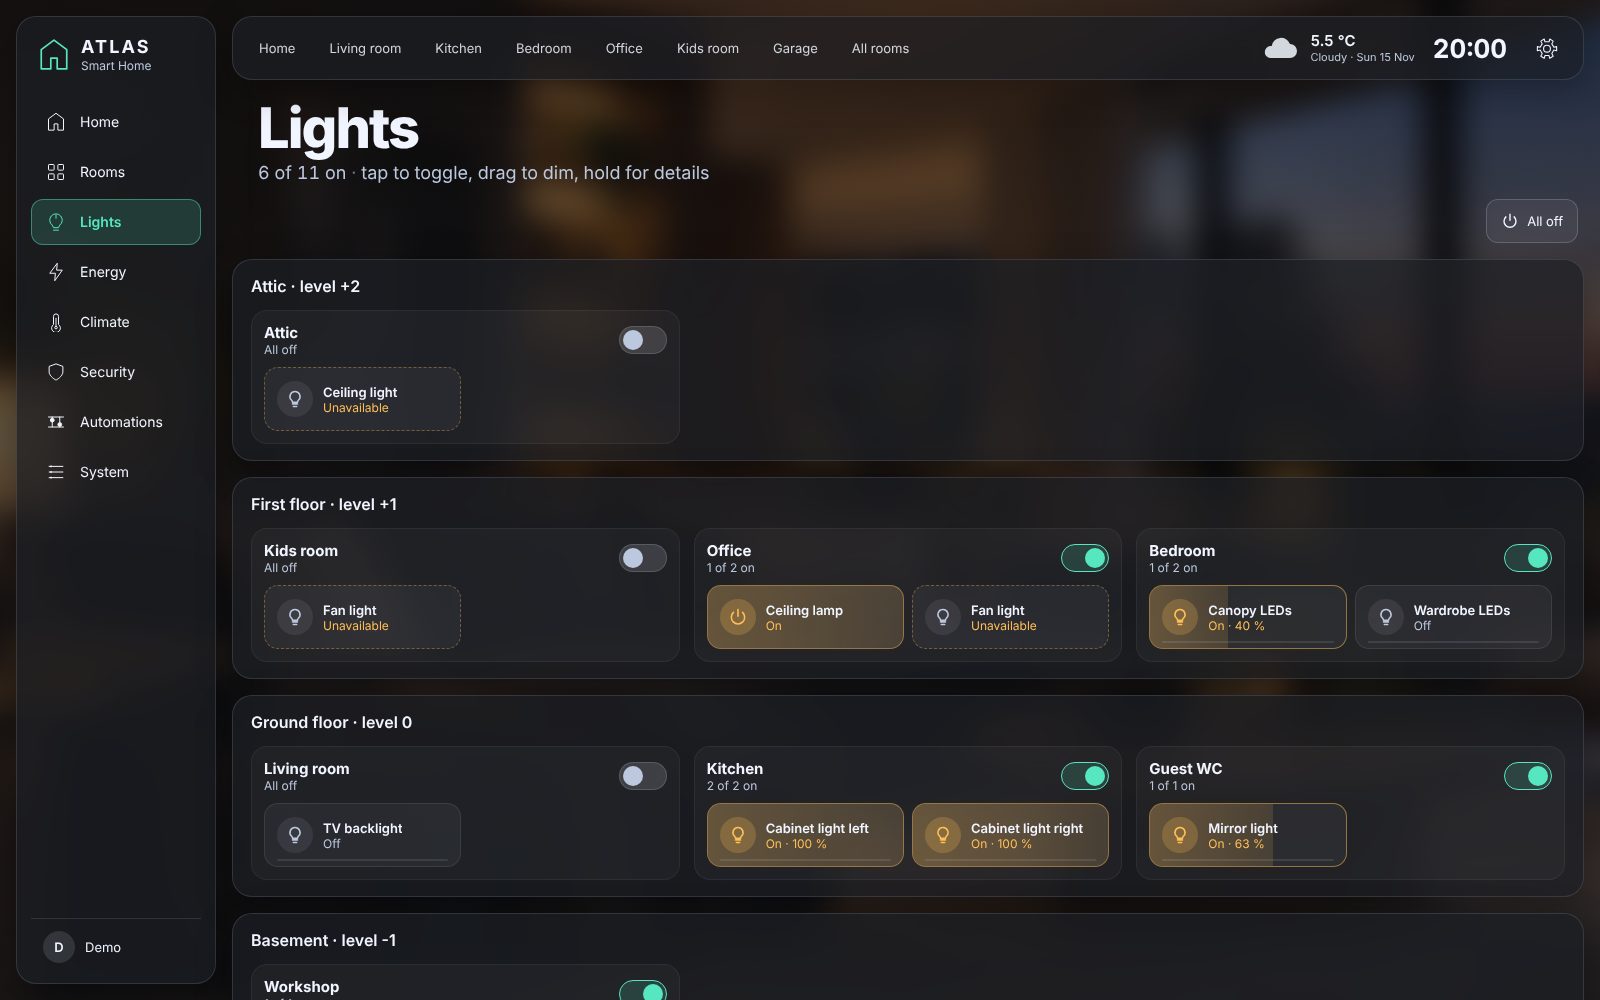 ATLAS
Smart Home
Home
Rooms
Lights
Energy
Climate
Security
Automations
System
D Demo
Home Living room Kitchen Bedroom Office Kids room Garage All rooms
5.5 °C
Cloudy · Sun 15 Nov
20:00
Lights
6 of 11 on · tap to toggle, drag to dim, hold for details
All off
Attic · level +2
Attic
All off
Ceiling light
Unavailable
First floor · level +1
Kids room
All off
Fan light
Unavailable
Office
1 of 2 on
Ceiling lamp
On
Fan light
Unavailable
Bedroom
1 of 2 on
Canopy LEDs
On · 40 %
Wardrobe LEDs
Off
Ground floor · level 0
Living room
All off
TV backlight
Off
Kitchen
2 of 2 on
Cabinet light left
On · 100 %
Cabinet light right
On · 100 %
Guest WC
1 of 1 on
Mirror light
On · 63 %
Basement · level -1
Workshop